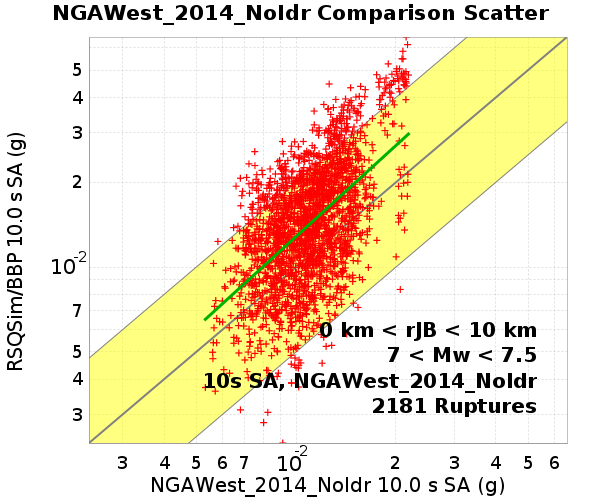 NGAWest_2014_NoIdr Comparison Scatter
RSQSim/BBP 10.0 s SA (g)
5
4
3
2
10-2
7
5
4
3
0 km < rJB < 10 km
7 < Mw < 7.5
10s SA, NGAWest_2014_NoIdr
2181 Ruptures
3 4 5 6 7 10-2 2 3 4 5 6
NGAWest_2014_NoIdr 10.0 s SA (g)